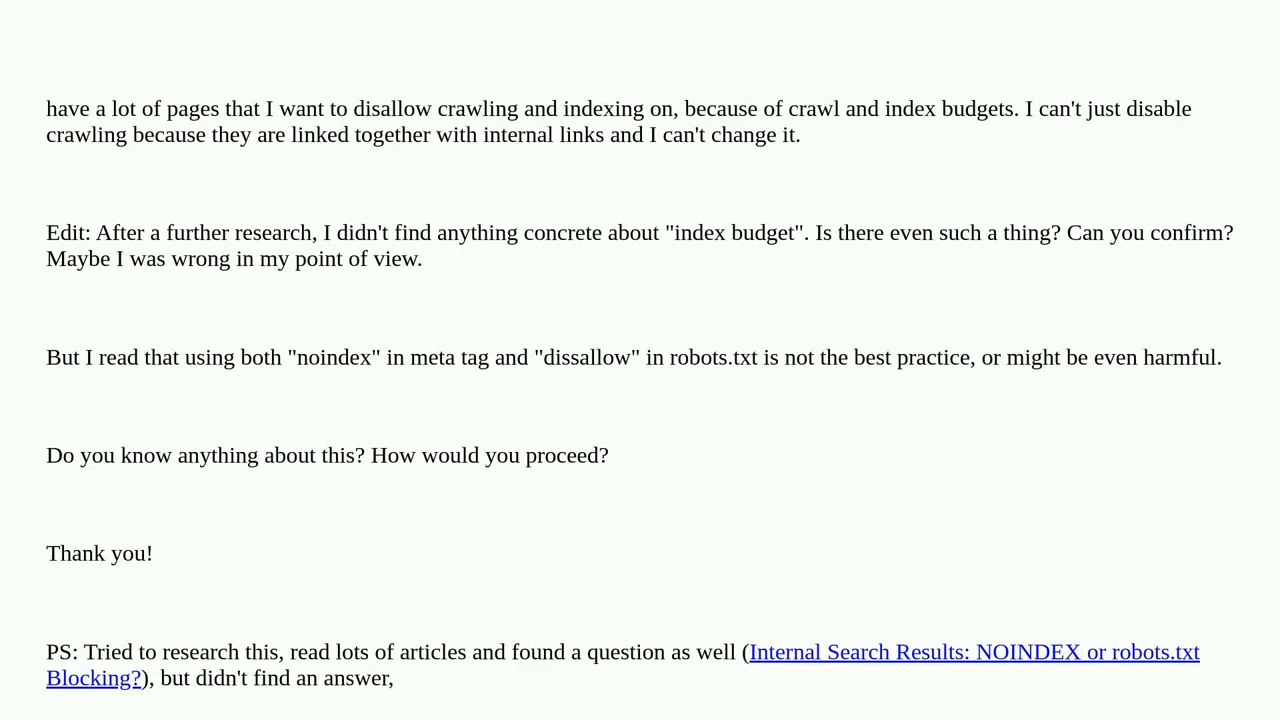 have a lot of pages that I want to disallow crawling and indexing on, because of crawl and index budgets. I can't just disable
crawling because they are linked together with internal links and I can't change it.
Edit: After a further research, I didn't find anything concrete about "index budget". Is there even such a thing? Can you confirm?
Maybe I was wrong in my point of view.
But I read that using both "noindex" in meta tag and "dissallow" in robots.txt is not the best practice, or might be even harmful.
Do you know anything about this? How would you proceed?
Thank you!
PS: Tried to research this, read lots of articles and found a question as well (Internal Search Results: NOINDEX or robots.txt
Blocking?), but didn't find an answer,